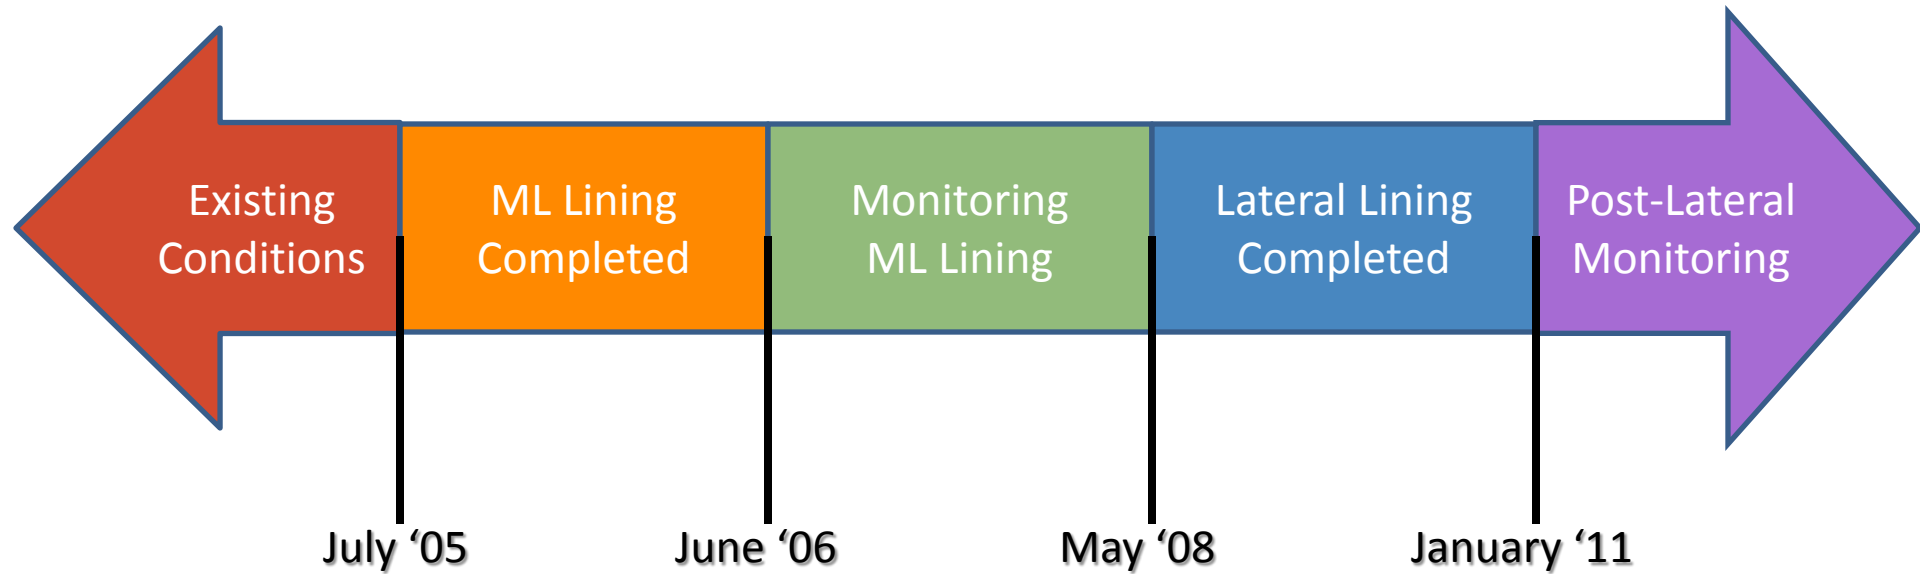 Existing
Conditions
ML Lining
Completed
Monitoring
ML Lining
Lateral Lining
Completed
Post-Lateral
Monitoring
July ‘05
June ‘06
May ‘08
January ‘11